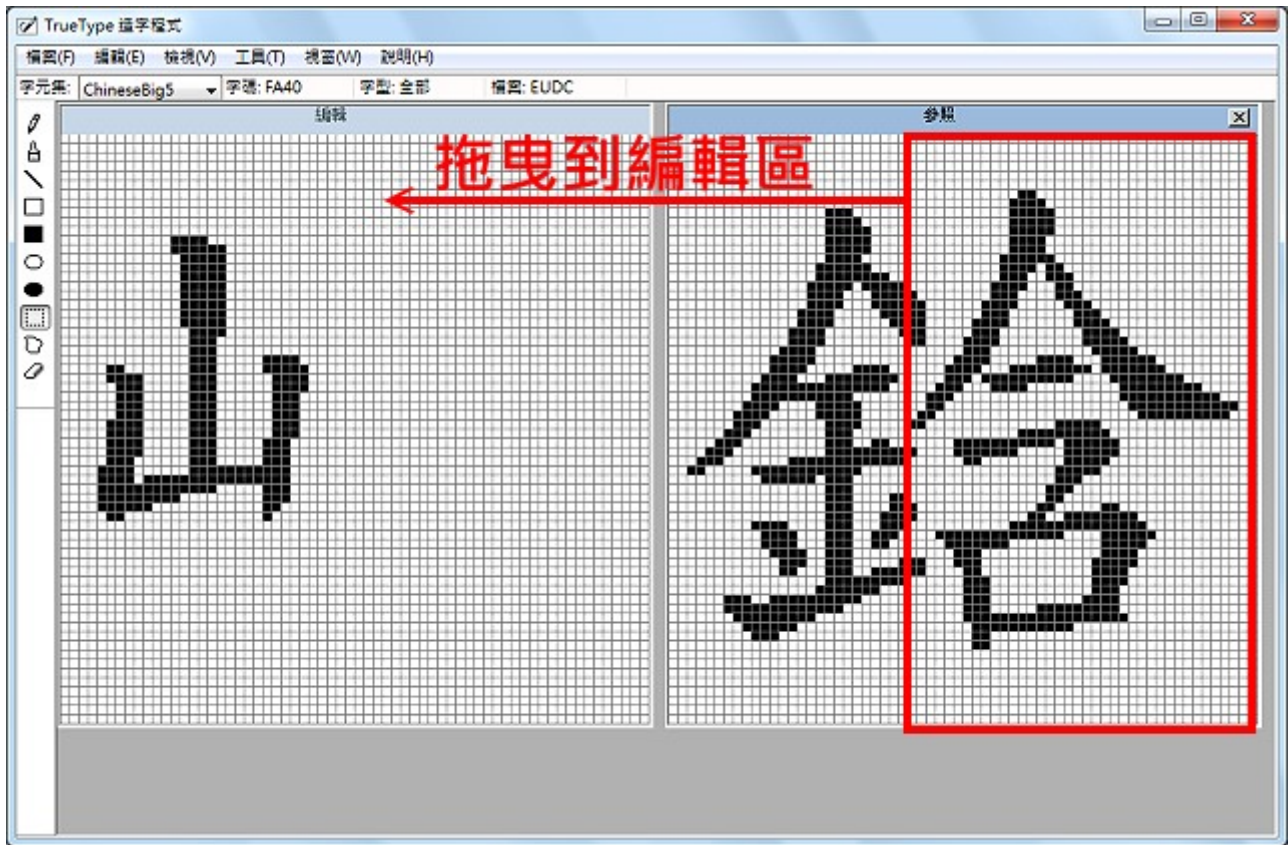 TrueType 造字程式
檔案(F) 編輯(E) 檢視(V) 工具(T) 視窗(W) 說明(H)
字元集: ChineseBig5 字碼: FA40 字型: 全部 檔案: EUDC
編輯 參照
拖曳到編輯區
山 鋡